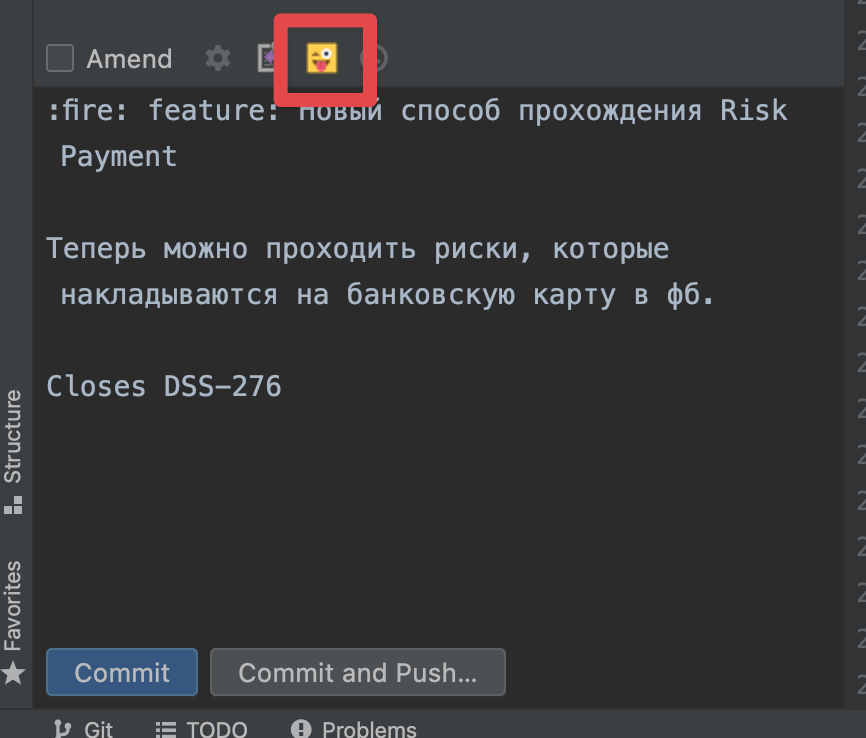 Amend
:fire: feature: Новый способ прохождения Risk
Payment
Теперь можно проходить риски, которые
накладываются на банковскую карту в фб.
Closes DSS-276
Structure
Favorites
Commit
Commit and Push...
Git
TODO
Problems